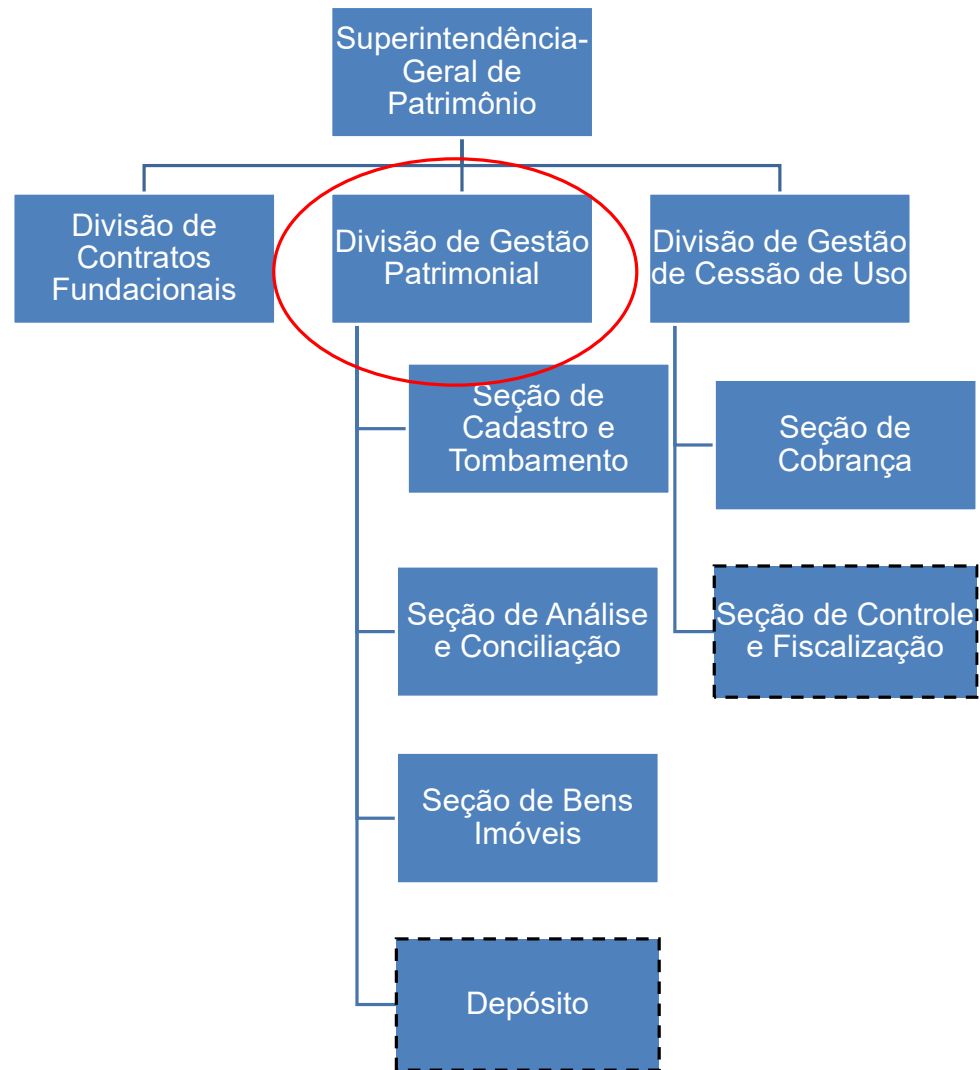 Superintendência-
Geral de
Patrimônio
Divisão de
Contratos
Fundacionais
Divisão de Gestão
Patrimonial
Divisão de Gestão
de Cessão de Uso
Seção de
Cadastro e
Tombamento
Seção de
Cobrança
Seção de Análise
e Conciliação
Seção de Controle
e Fiscalização
Seção de Bens
Imóveis
Depósito